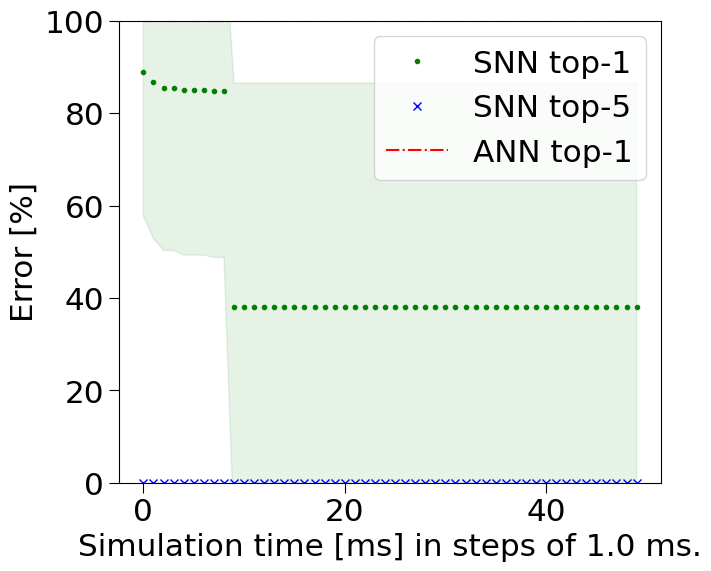 100
80
60
40
20
0
Error [%]
SNN top-1
SNN top-5
ANN top-1
0 20 40
Simulation time [ms] in steps of 1.0 ms.